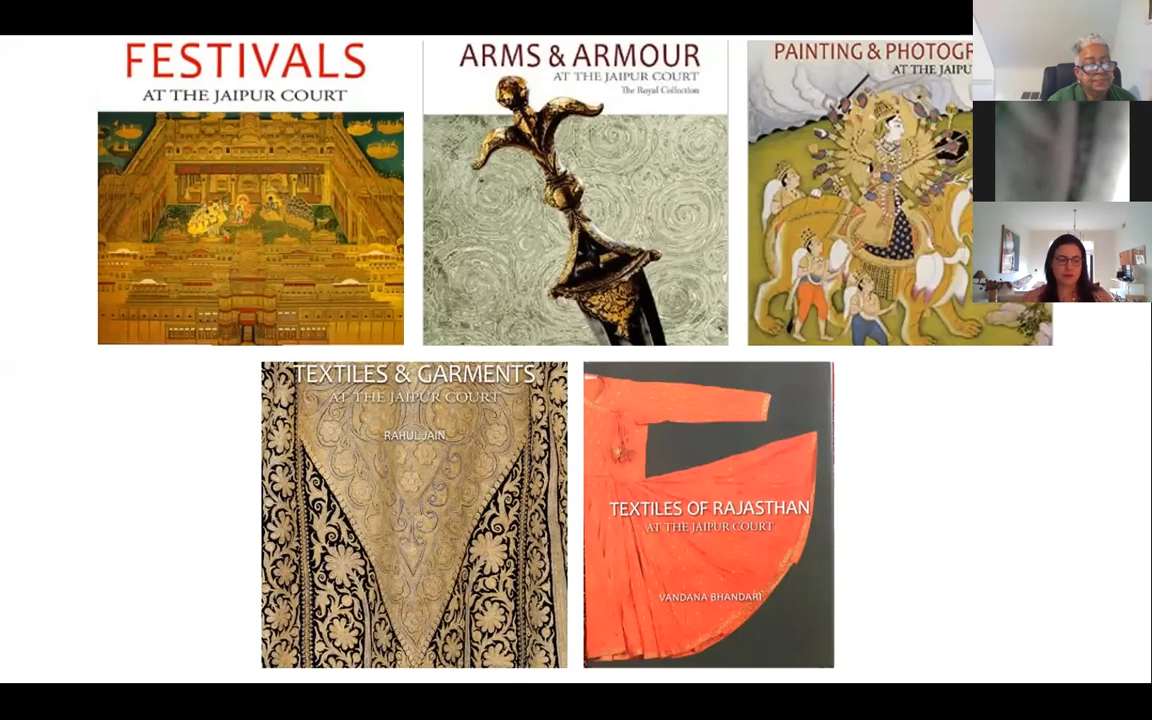 FESTIVALS
AT THE JAIPUR COURT
ARMS & ARMOUR
AT THE JAIPUR COURT
The Royal Collection
PAINTING & PHOTOGR
AT THE JAIPU
TEXTILES & GARMENTS
AT THE JAIPUR COURT
RAHUL JAIN
TEXTILES OF RAJASTHAN
AT THE JAIPUR COURT
VANDANA BHANDARI